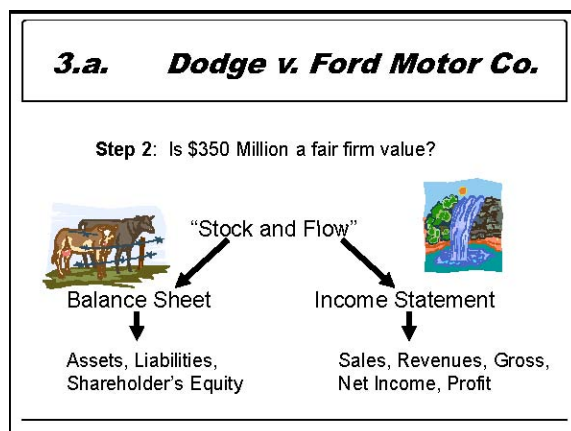 3.a. Dodge v. Ford Motor Co.
Step 2: Is $350 Million a fair firm value?
“Stock and Flow”
Balance Sheet
Income Statement
Assets, Liabilities,
Shareholder’s Equity
Sales, Revenues, Gross,
Net Income, Profit